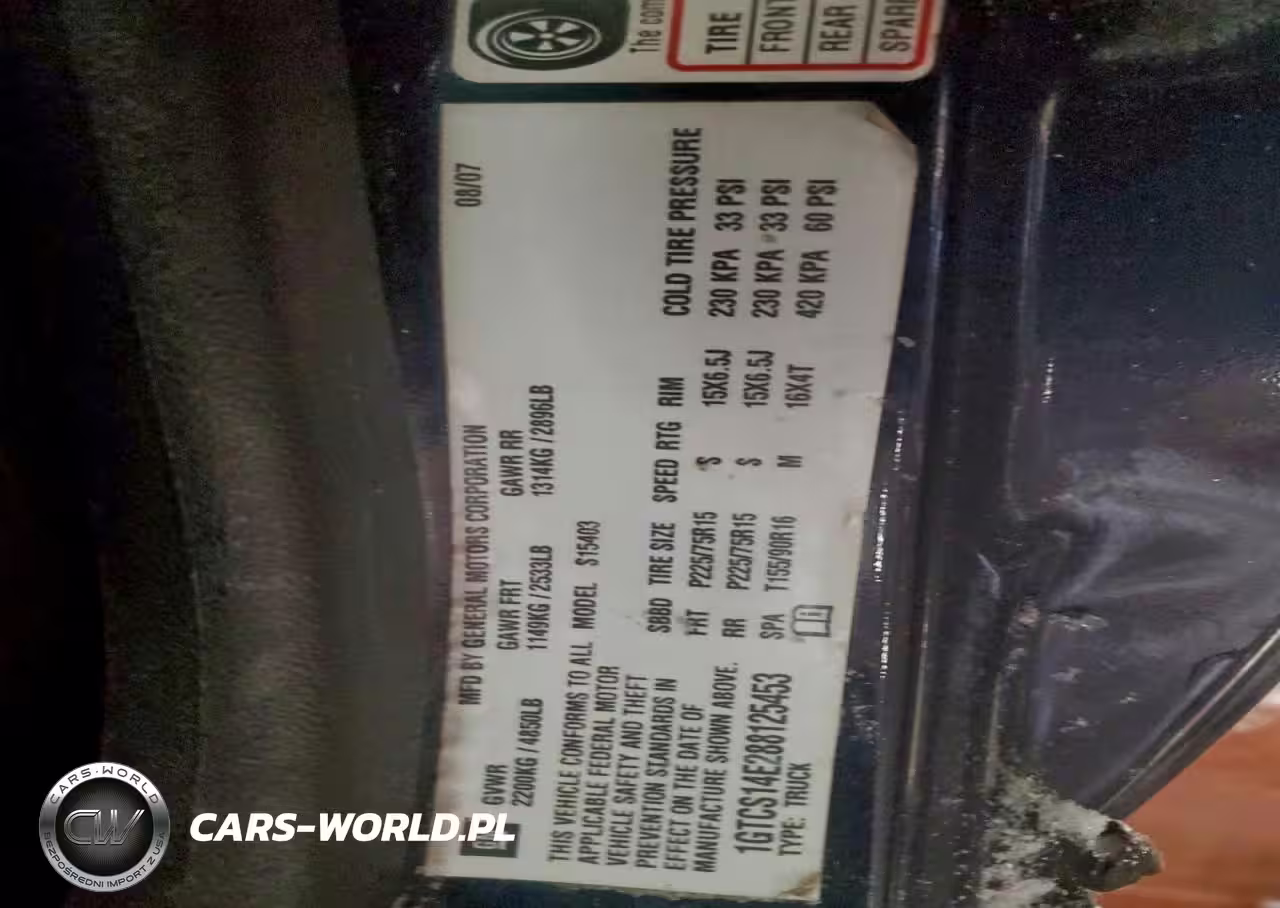 The com
TIRE
FRONT
REAR
SPARE
MFD BY GENERAL MOTORS CORPORATION 08/07
GVWR GAWR FRT GAWR RR
2200KG / 4850LB 1149KG / 2533LB 1314KG / 2896LB
THIS VEHICLE CONFORMS TO ALL
APPLICABLE FEDERAL MOTOR
VEHICLE SAFETY AND THEFT
PREVENTION STANDARDS IN
EFFECT ON THE DATE OF
MANUFACTURE SHOWN ABOVE.
MODEL S15403
SBBD TIRE SIZE SPEED RTG RIM COLD TIRE PRESSURE
FRT P225/75R15 S 15X6.5J 230 KPA 33 PSI
RR P225/75R15 S 15X6.5J 230 KPA 33 PSI
SPA T155/90R16 M 16X4T 420 KPA 60 PSI
1GTCS14E288125453
TYPE: TRUCK
CARS-WORLD
CW
BEZPOŚREDNI IMPORT Z USA
CARS-WORLD.PL